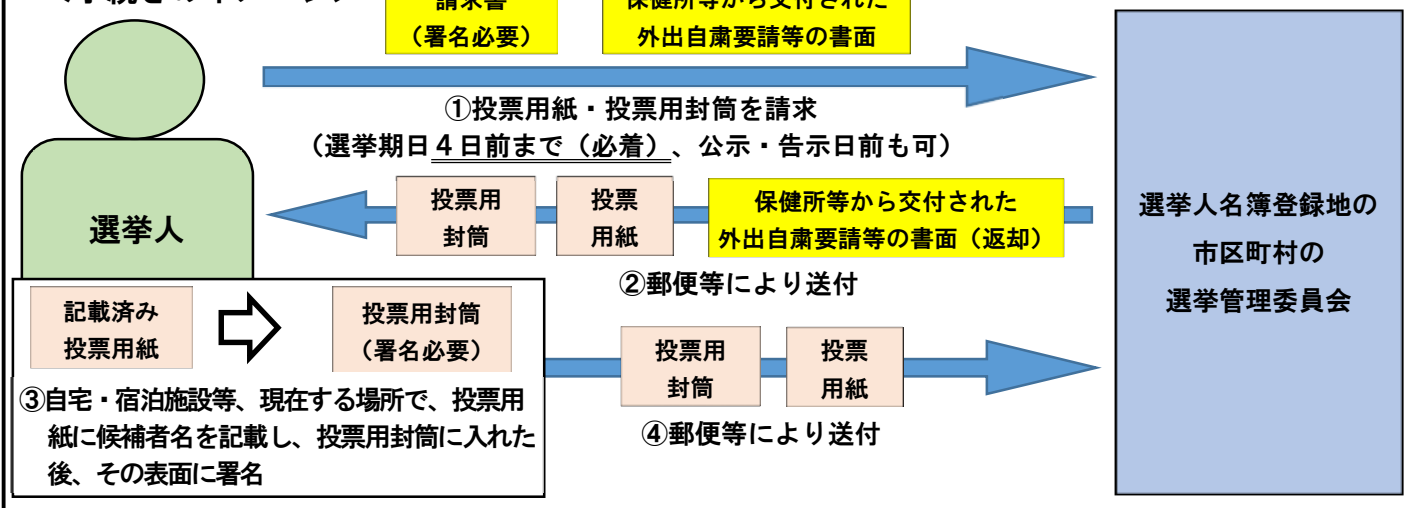 請求書
（署名必要）
保健所等から交付された
外出自粛要請等の書面
①投票用紙・投票用封筒を請求
（選挙期日４日前まで（必着）、公示・告示日前も可）
投票用
封筒
投票
用紙
保健所等から交付された
外出自粛要請等の書面（返却）
②郵便等により送付
選挙人
選挙人名簿登録地の
市区町村の
選挙管理委員会
記載済み
投票用紙
投票用封筒
（署名必要）
③自宅・宿泊施設等、現在する場所で、投票用
紙に候補者名を記載し、投票用封筒に入れた
後、その表面に署名
投票用
封筒
投票
用紙
④郵便等により送付